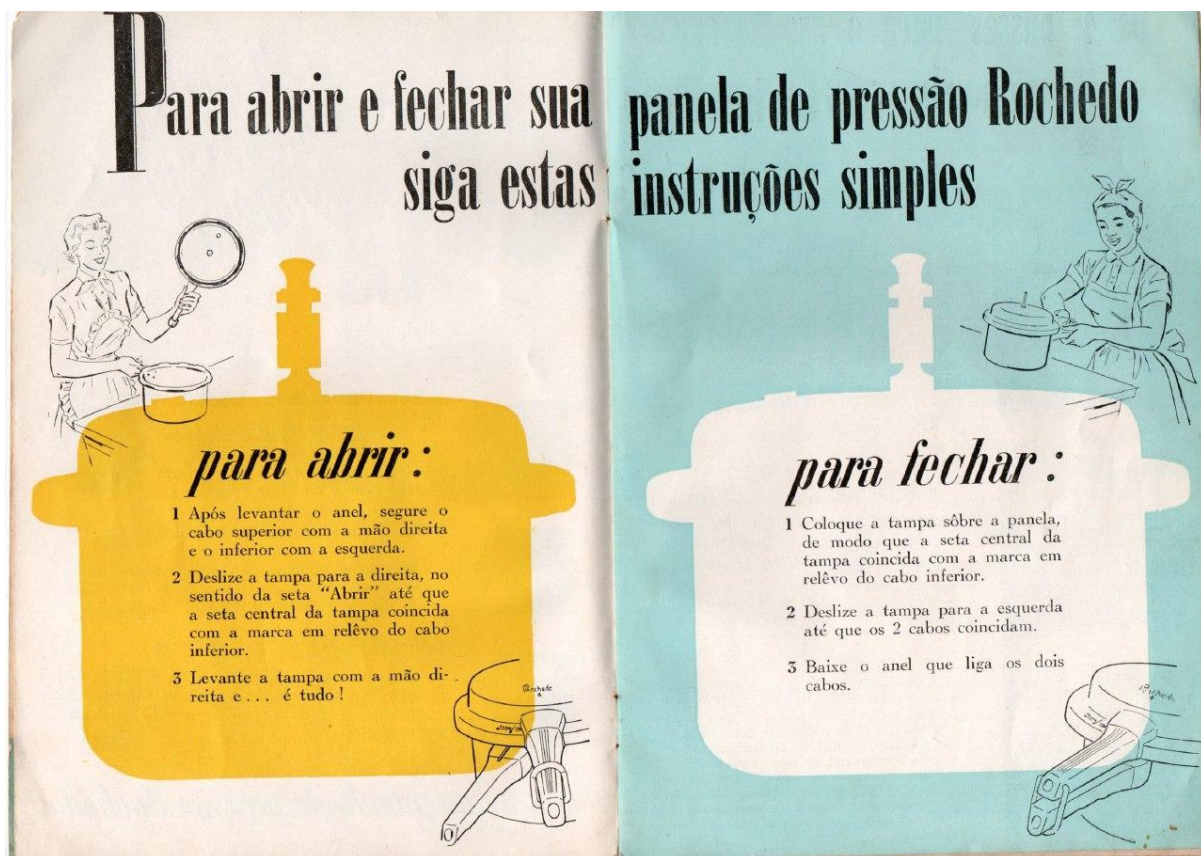 Para abrir e fechar sua panela de pressão Rochedo
siga estas instruções simples
para abrir:
1 Após levantar o anel, segure o
cabo superior com a mão direita
e o inferior com a esquerda.
2 Deslize a tampa para a direita, no
sentido da seta "Abrir" até que
a seta central da tampa coincida
com a marca em relêvo do cabo
inferior.
3 Levante a tampa com a mão di-
reita e... é tudo!
Rochedo
para fechar:
1 Coloque a tampa sôbre a panela,
de modo que a seta central da
tampa coincida com a marca em
relêvo do cabo inferior.
2 Deslize a tampa para a esquerda
até que os 2 cabos coincidam.
3 Baixe o anel que liga os dois
cabos.
Rochedo